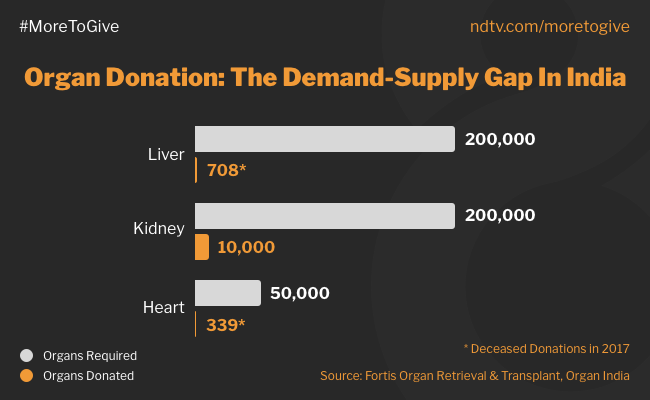 #MoreToGive
ndtv.com/moretogive
Organ Donation: The Demand-Supply Gap In India
Liver
200,000
708*
Kidney
200,000
10,000
Heart
50,000
339*
Organs Required
Organs Donated
* Deceased Donations in 2017
Source: Fortis Organ Retrieval & Transplant, Organ India